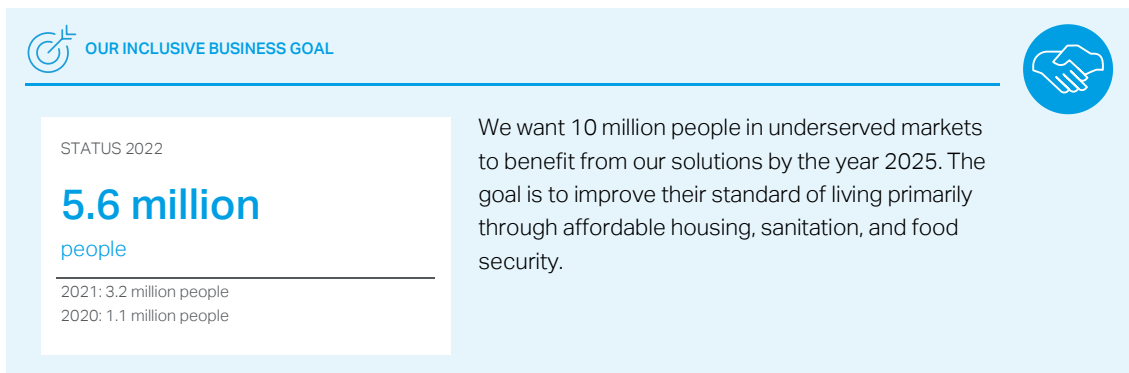 OUR INCLUSIVE BUSINESS GOAL
STATUS 2022
5.6 million
people
2021: 3.2 million people
2020: 1.1 million people
We want 10 million people in underserved markets
to benefit from our solutions by the year 2025. The
goal is to improve their standard of living primarily
through affordable housing, sanitation, and food
security.